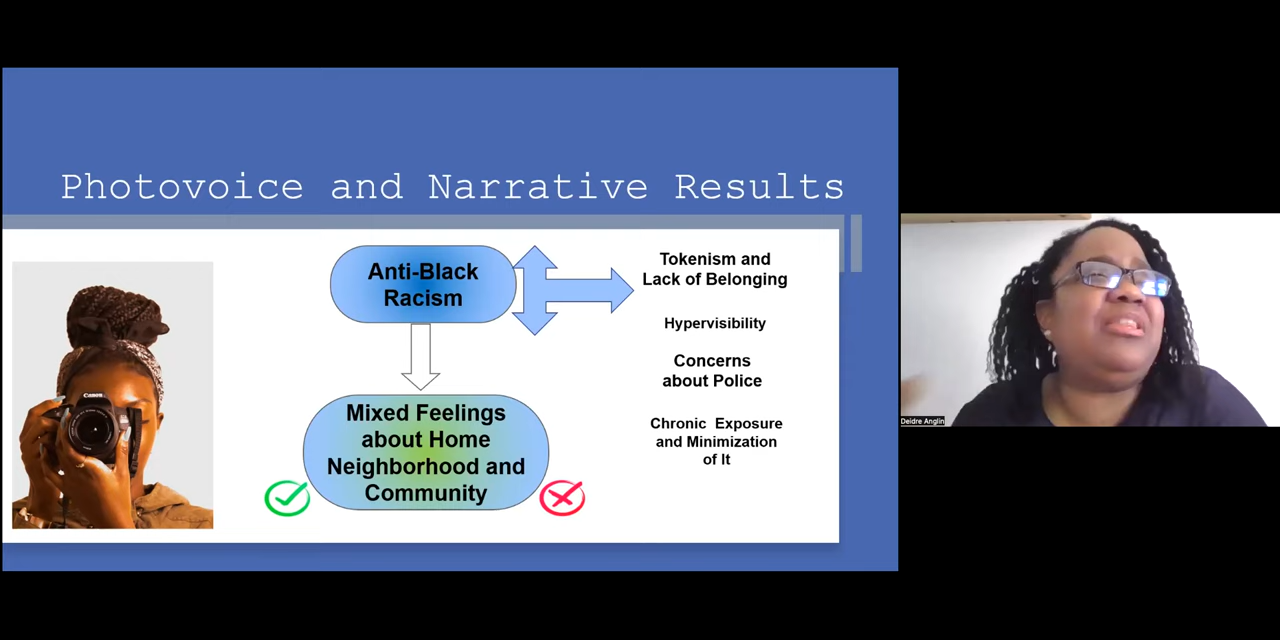 Photovoice and Narrative Results
Anti-Black
Racism
Mixed Feelings
about Home
Neighborhood and
Community
Tokenism and
Lack of Belonging
Hypervisibility
Concerns
about Police
Chronic Exposure
and Minimization
of It
Canon
Deidre Anglin